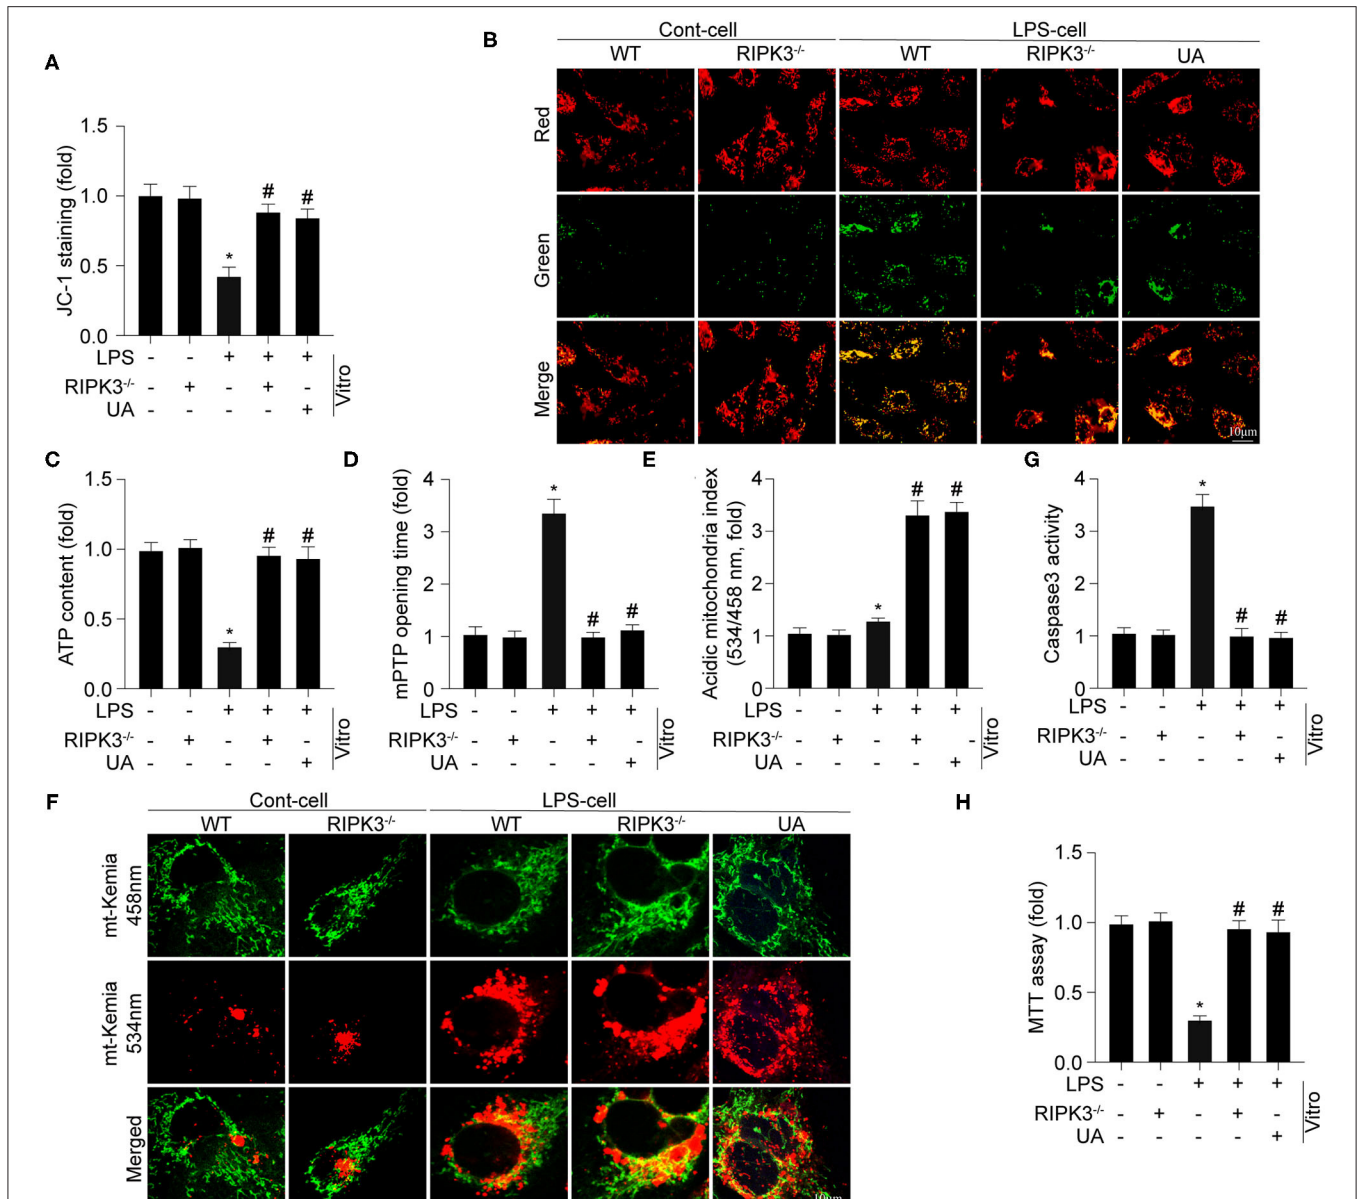 A
JC-1 staining (fold)
1.5
1.0
0.5
0.0
* # #
LPS - - + + +
RIPK3-/- - + - + -
UA - - - - +
Vitro
B
Cont-cell LPS-cell
WT RIPK3-/- WT RIPK3-/- UA
Red
Green
Merge
10μm
C
ATP content (fold)
1.5
1.0
0.5
0.0
* # #
LPS - - + + +
RIPK3-/- - + - + -
UA - - - - +
Vitro
D
mPTP opening time (fold)
4
3
2
1
0
* # #
LPS - - + + +
RIPK3-/- - + - + -
UA - - - - +
Vitro
E
Acidic mitochondria index
(534/458 nm, fold)
4
3
2
1
0
* # #
LPS - - + + +
RIPK3-/- - + - + -
UA - - - - +
Vitro
G
Caspase3 activity
4
3
2
1
0
* # #
LPS - - + + +
RIPK3-/- - + - + -
UA - - - - +
Vitro
F
Cont-cell LPS-cell
WT RIPK3-/- WT RIPK3-/- UA
mt-Kemia
458nm
mt-Kemia
534nm
Merged
10μm
H
MTT assay (fold)
1.5
1.0
0.5
0.0
* # #
LPS - - + + +
RIPK3-/- - + - + -
UA - - - - +
Vitro